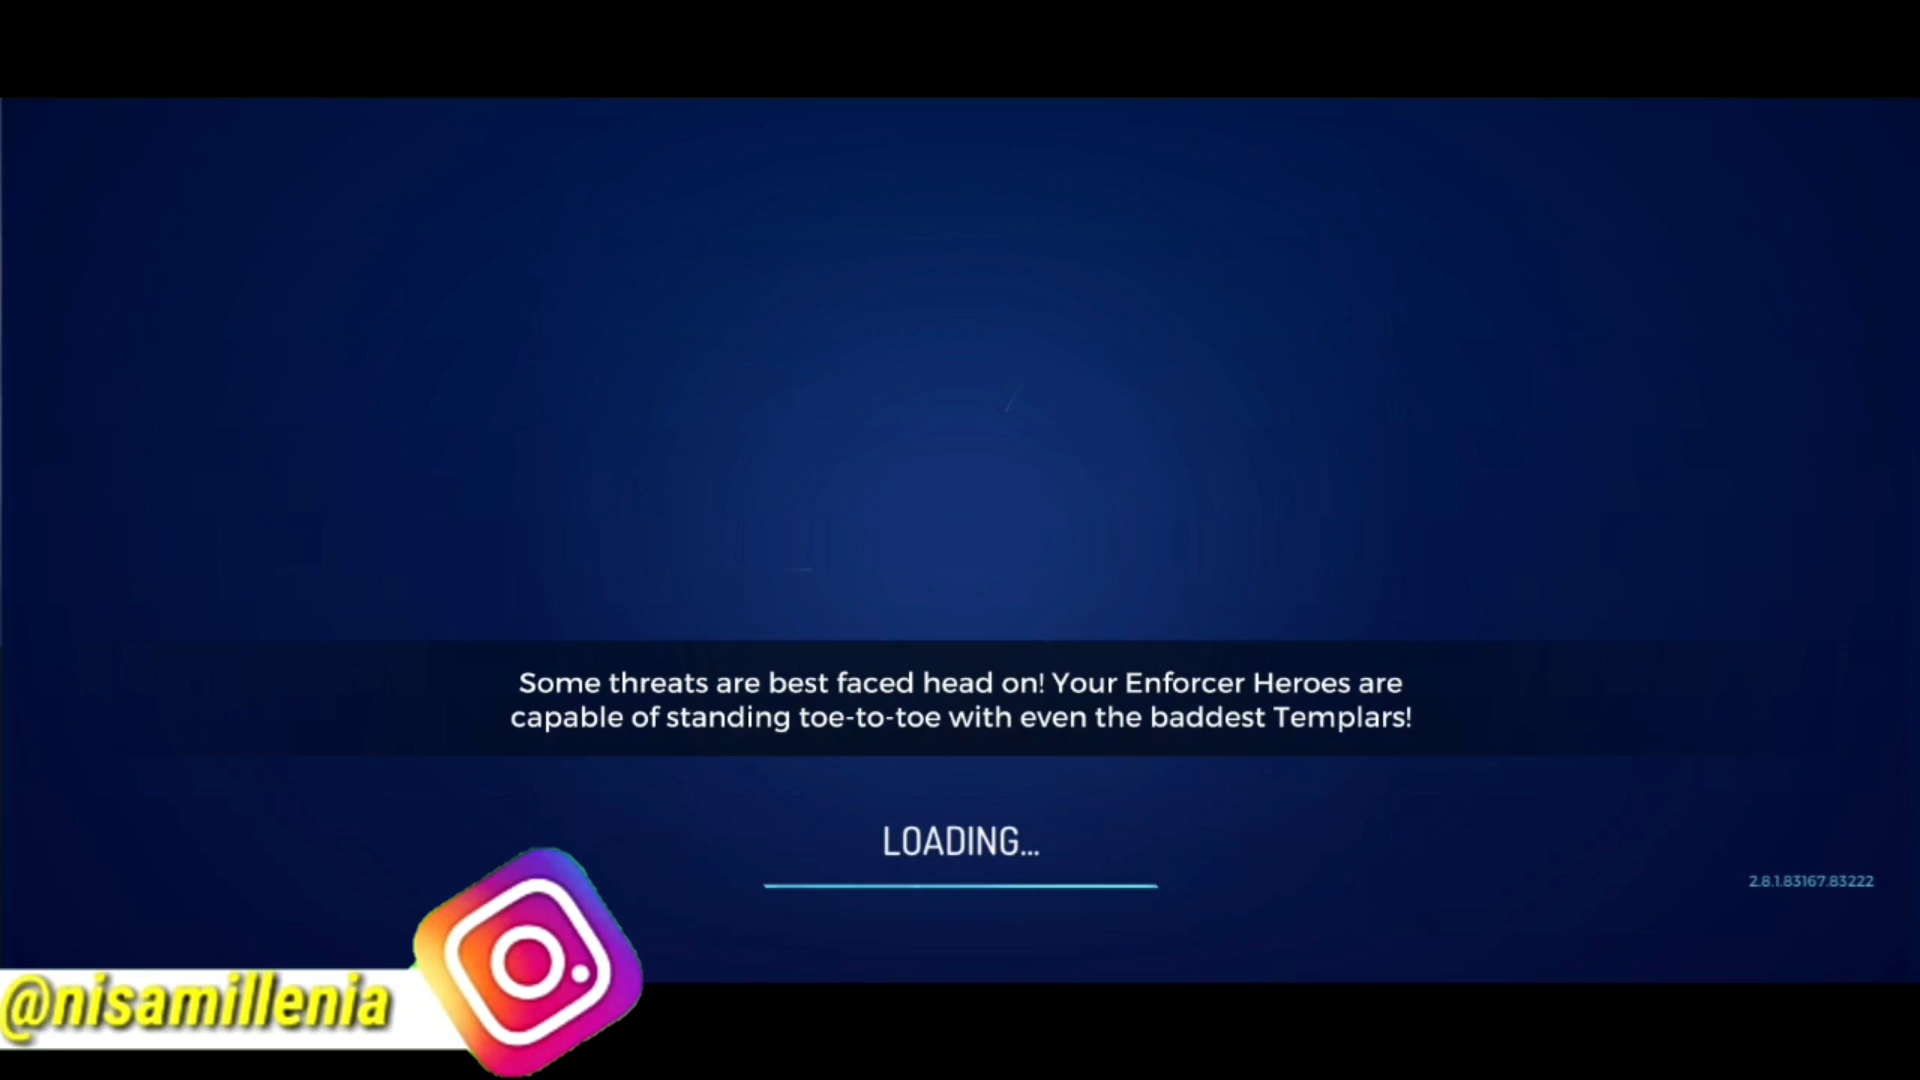 Some threats are best faced head on! Your Enforcer Heroes are
capable of standing toe-to-toe with even the baddest Templars!
LOADING...
2.8.1.83167.83222
@nisamillenia